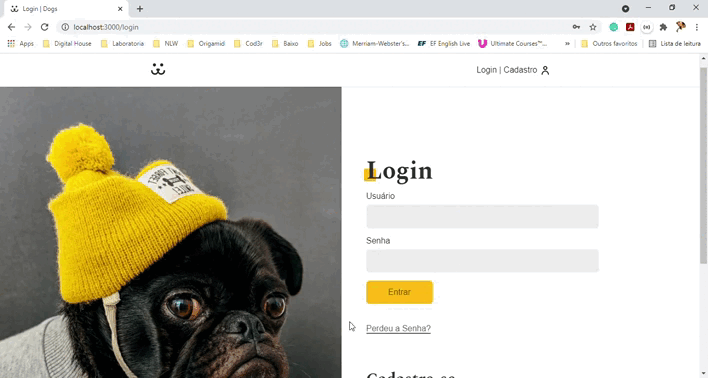 Login | Dogs
localhost:3000/login
Apps
Digital House
Laboratoria
NLW
Origamid
Cod3r
Baixo
Jobs
Merriam-Webster's...
EF English Live
Ultimate Courses™...
»
Outros favoritos
Lista de leitura
Login | Cadastro
Login
Usuário
Senha
Entrar
Perdeu a Senha?